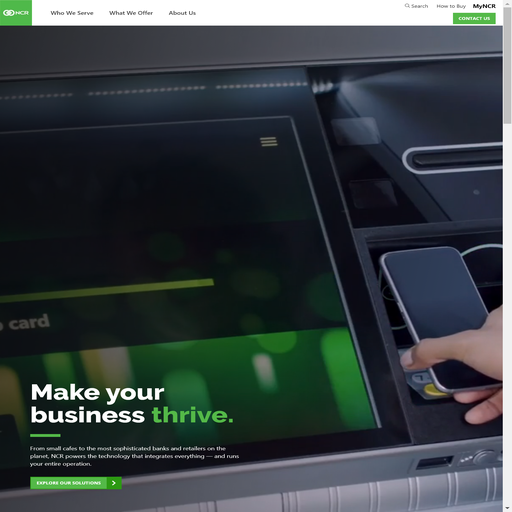 NCR
Who We Serve
What We Offer
About Us
Search
How to Buy
MyNCR
CONTACT US
card
Make your
business thrive.
From small cafes to the most sophisticated banks and retailers on the
planet, NCR powers the technology that integrates everything — and runs
your entire operation.
EXPLORE OUR SOLUTIONS